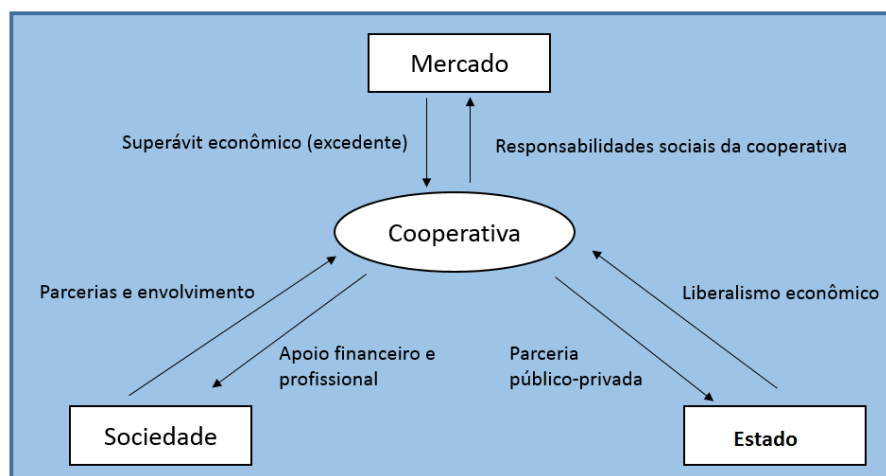 Mercado
Superávit econômico (excedente)
Responsabilidades sociais da cooperativa
Cooperativa
Parcerias e envolvimento
Liberalismo econômico
Apoio financeiro e
profissional
Parceria
público-privada
Sociedade
Estado